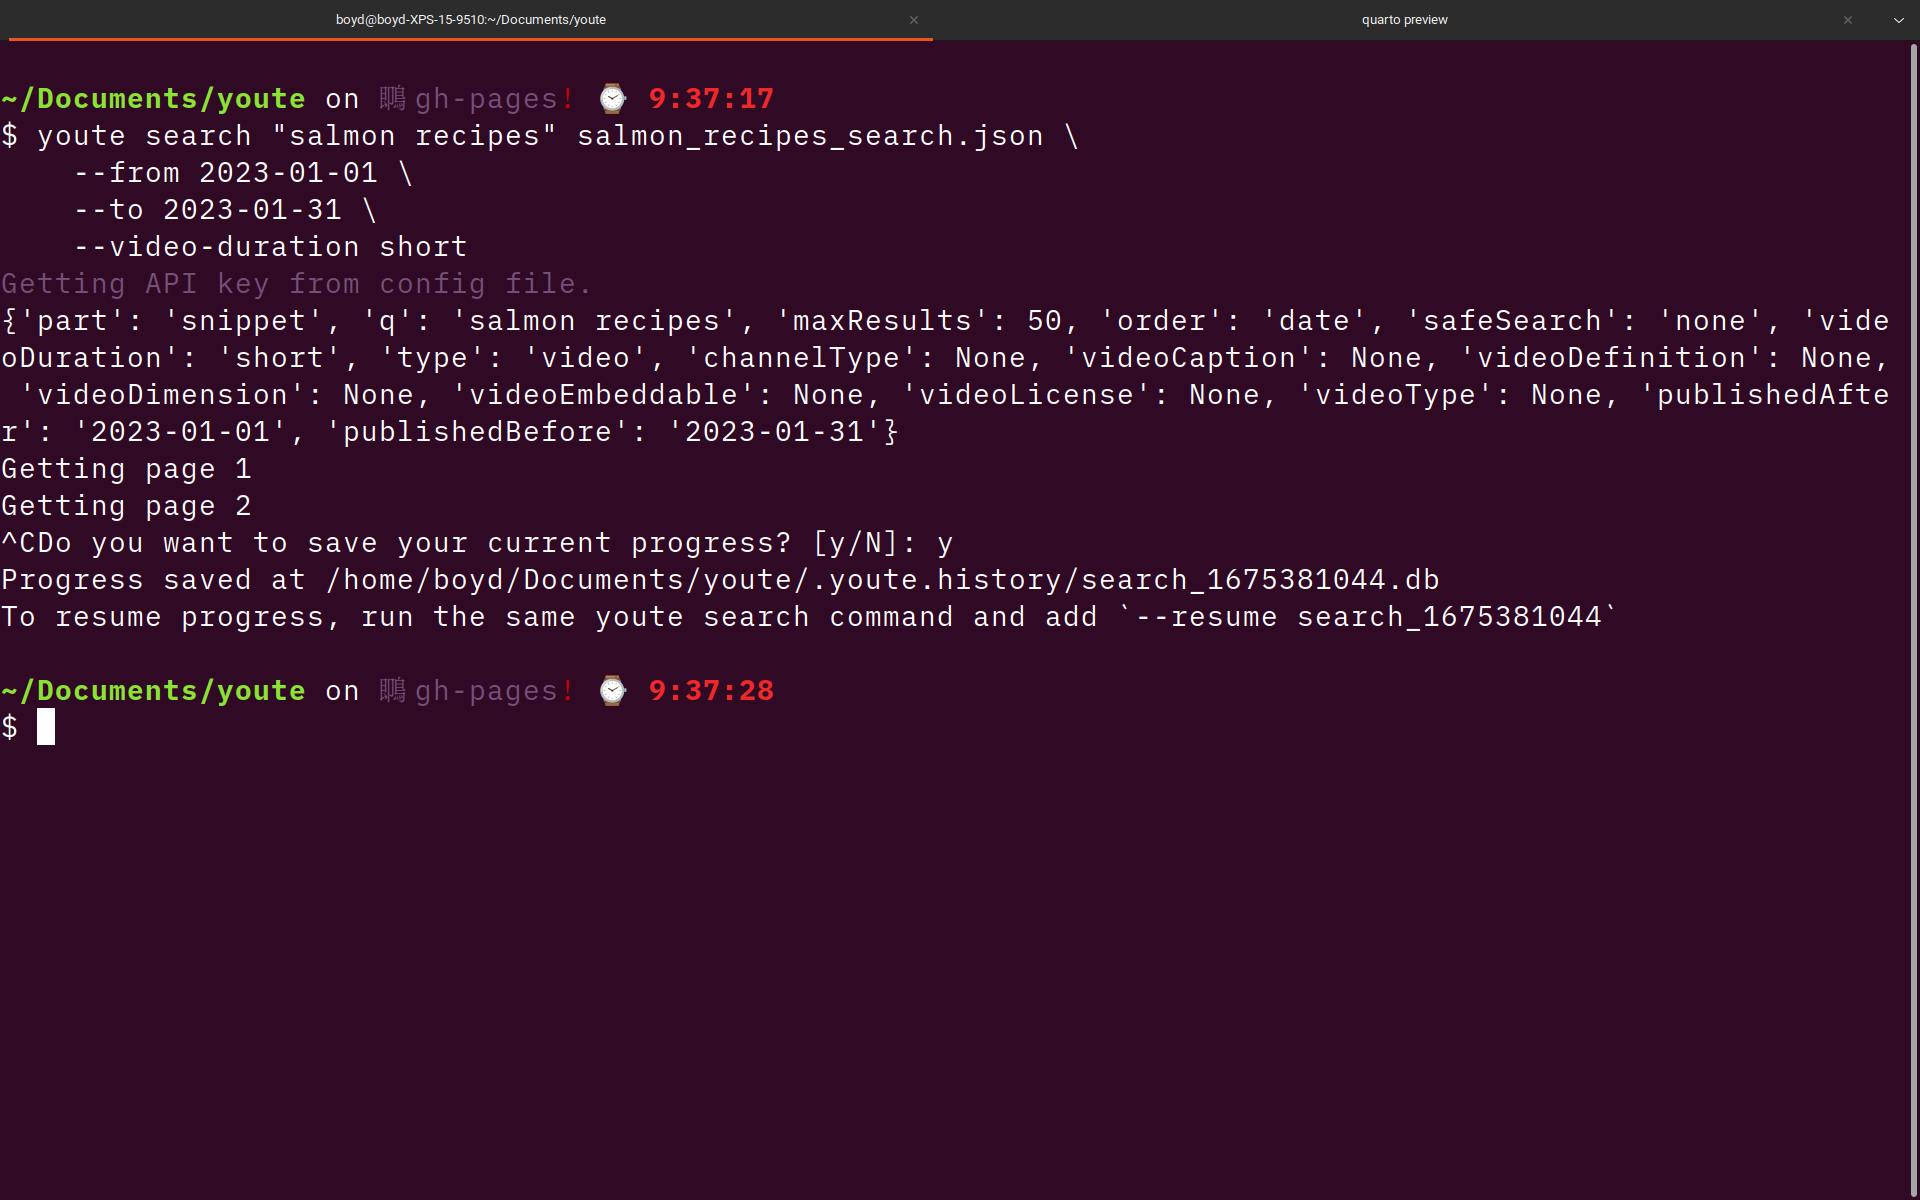 boyd@boyd-XPS-15-9510:~/Documents/youte
quarto preview
~/Documents/youte on gh-pages! ⌚ 9:37:17
$ youte search "salmon recipes" salmon_recipes_search.json \
    --from 2023-01-01 \
    --to 2023-01-31 \
    --video-duration short
Getting API key from config file.
{'part': 'snippet', 'q': 'salmon recipes', 'maxResults': 50, 'order': 'date', 'safeSearch': 'none', 'vide
oDuration': 'short', 'type': 'video', 'channelType': None, 'videoCaption': None, 'videoDefinition': None,
 'videoDimension': None, 'videoEmbeddable': None, 'videoLicense': None, 'videoType': None, 'publishedAfte
r': '2023-01-01', 'publishedBefore': '2023-01-31'}
Getting page 1
Getting page 2
^CDo you want to save your current progress? [y/N]: y
Progress saved at /home/boyd/Documents/youte/.youte.history/search_1675381044.db
To resume progress, run the same youte search command and add `--resume search_1675381044`
~/Documents/youte on gh-pages! ⌚ 9:37:28
$